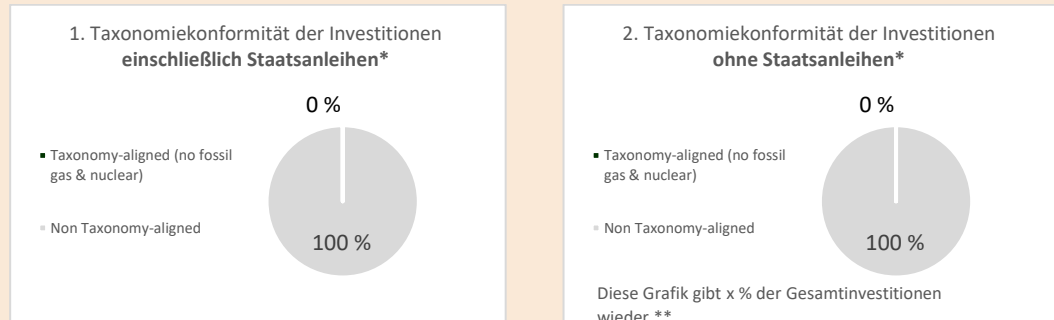 1. Taxonomiekonformität der Investitionen
einschließlich Staatsanleihen*
0 %
Taxonomy-aligned (no fossil
gas & nuclear)
Non Taxonomy-aligned
100 %
2. Taxonomiekonformität der Investitionen
ohne Staatsanleihen*
0 %
Taxonomy-aligned (no fossil
gas & nuclear)
Non Taxonomy-aligned
100 %
Diese Grafik gibt x % der Gesamtinvestitionen
wieder.**